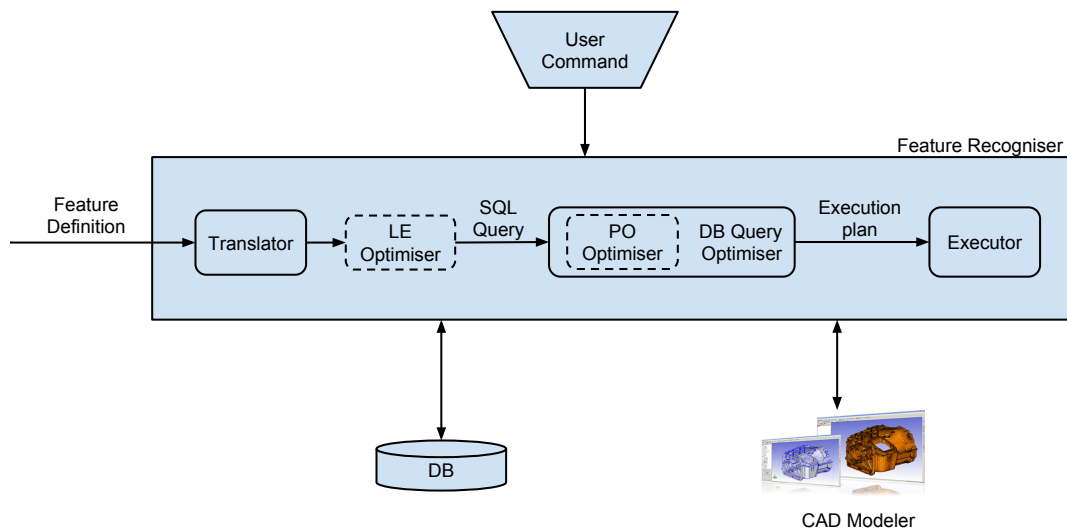 User
Command
Feature Recogniser
Feature
Definition
Translator
LE
Optimiser
SQL
Query
PO
Optimiser
DB Query
Optimiser
Execution
plan
Executor
DB
CAD Modeler